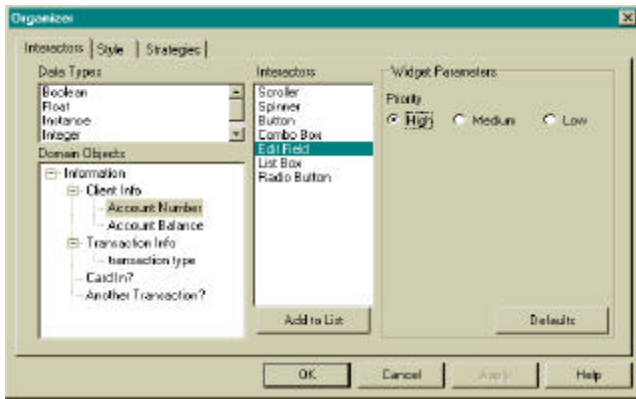 Organizer
Interactors Style Strategies
Data Types
Boolean
Float
Instance
Integer
Domain Objects
Information
Client Info
Account Number
Account Balance
Transaction Info
transaction type
CardIn?
Another Transaction?
Interactors
Scroller
Spinner
Button
Combo Box
Edit Field
List Box
Radio Button
Add to List
Widget Parameters
Priority
High Medium Low
Defaults
OK Cancel Apply Help